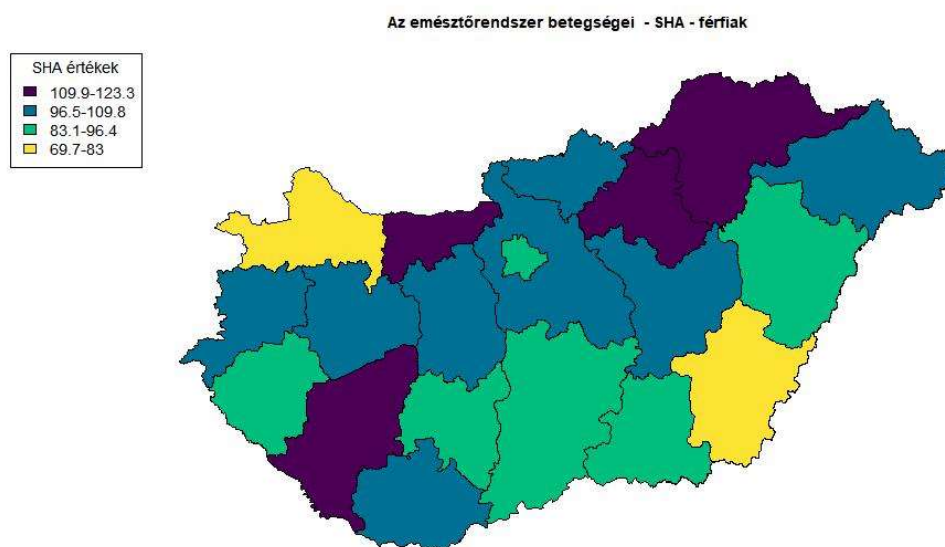 Az emésztőrendszer betegségei - SHA - férfiak
SHA értékek
109.9-123.3
96.5-109.8
83.1-96.4
69.7-83